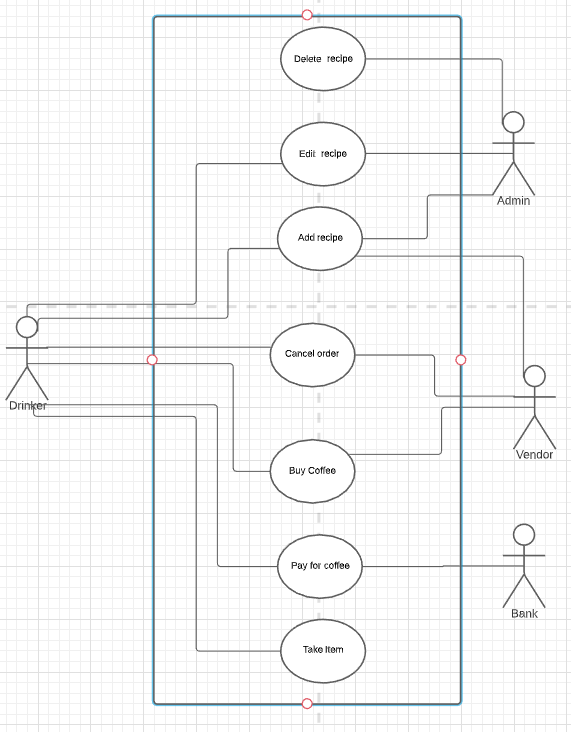 Delete recipe
Edit recipe
Admin
Add recipe
Cancel order
Drinker
Vendor
Buy Coffee
Pay for coffee
Bank
Take Item